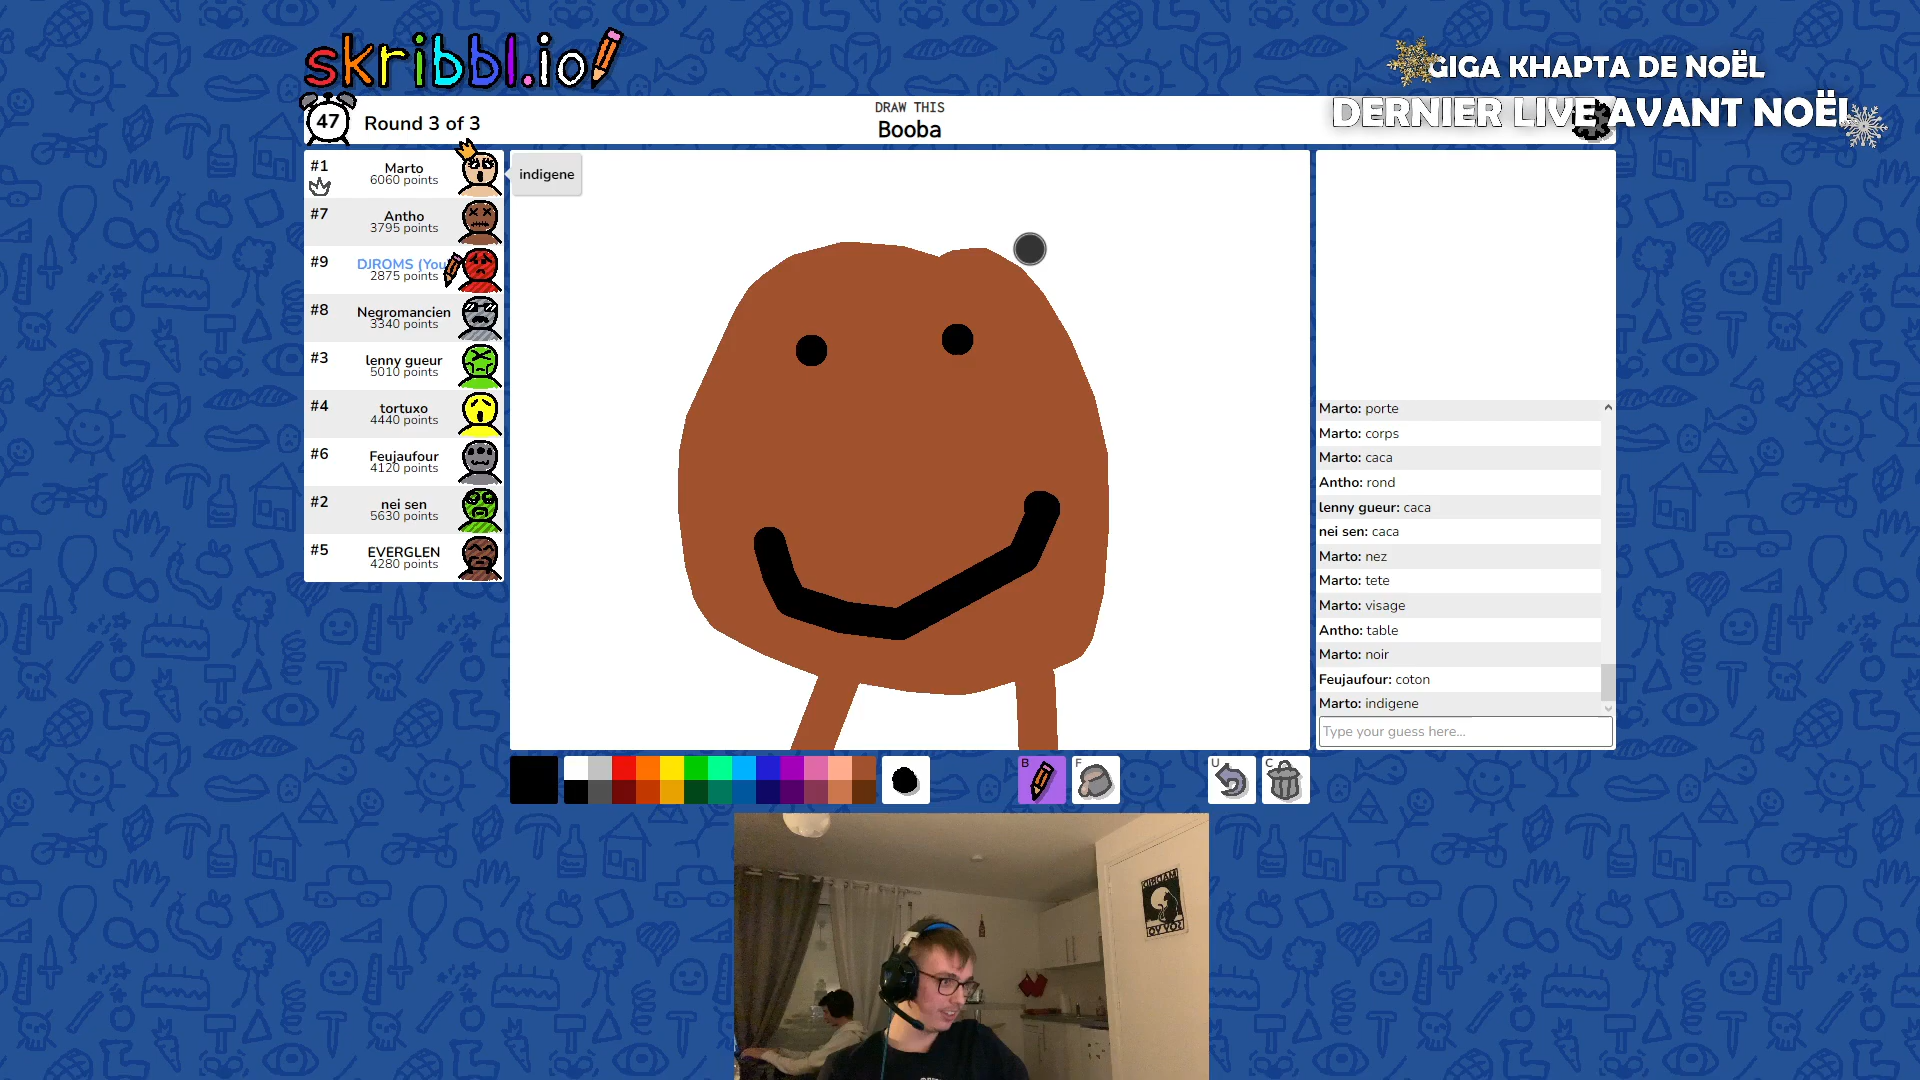 skribbl.io
GIGA KHAPTA DE NOËL
DERNIER LIVE AVANT NOËL
47
Round 3 of 3
DRAW THIS
Booba
#1
Marto
6060 points
indigene
#7
Antho
3795 points
#9
DJROMS (You
2875 points
#8
Negromancien
3340 points
#3
lenny gueur
5010 points
#4
tortuxo
4440 points
#6
Feujaufour
4120 points
#2
nei sen
5630 points
#5
EVERGLEN
4280 points
Marto: porte
Marto: corps
Marto: caca
Antho: rond
lenny gueur: caca
nei sen: caca
Marto: nez
Marto: tete
Marto: visage
Antho: table
Marto: noir
Feujaufour: coton
Marto: indigene
Type your guess here...
B
F
U
C